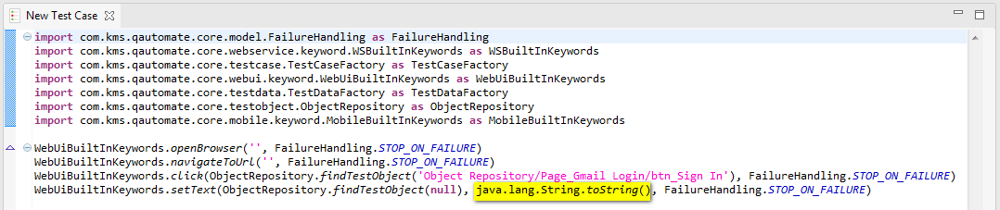 New Test Case
import com.kms.qautomate.core.model.FailureHandling as FailureHandling
import com.kms.qautomate.core.webservice.keyword.WSBuiltInKeywords as WSBuiltInKeywords
import com.kms.qautomate.core.testcase.TestCaseFactory as TestCaseFactory
import com.kms.qautomate.core.webui.keyword.WebUiBuiltInKeywords as WebUiBuiltInKeywords
import com.kms.qautomate.core.testdata.TestDataFactory as TestDataFactory
import com.kms.qautomate.core.testobject.ObjectRepository as ObjectRepository
import com.kms.qautomate.core.mobile.keyword.MobileBuiltInKeywords as MobileBuiltInKeywords
WebUiBuiltInKeywords.openBrowser('', FailureHandling.STOP_ON_FAILURE)
WebUiBuiltInKeywords.navigateToUrl('', FailureHandling.STOP_ON_FAILURE)
WebUiBuiltInKeywords.click(ObjectRepository.findTestObject('Object Repository/Page_Gmail Login/btn_Sign In'), FailureHandling.STOP_ON_FAILURE)
WebUiBuiltInKeywords.setText(ObjectRepository.findTestObject(null), java.lang.String.toString(), FailureHandling.STOP_ON_FAILURE)